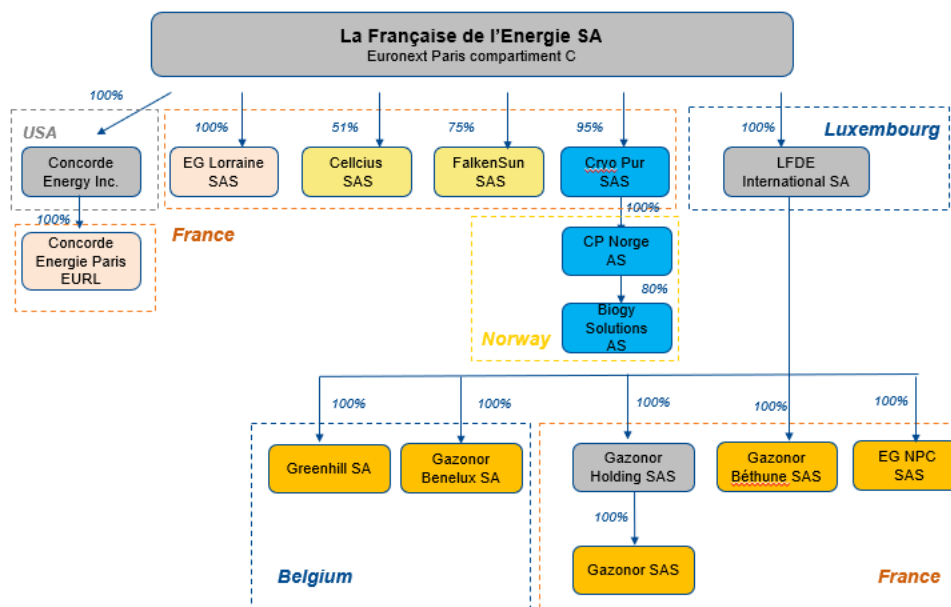 La Française de l’Energie SA
Euronext Paris compartiment C
100%
USA
100%
51%
75%
95%
100%
Luxembourg
Concorde
Energy Inc.
EG Lorraine
SAS
Cellcius
SAS
FalkenSun
SAS
Cryo Pur
SAS
LFDE
International SA
100%
100%
France
Concorde
Energie Paris
EURL
CP Norge
AS
80%
Biogy
Solutions
AS
Norway
100%
100%
100%
100%
100%
Greenhill SA
Gazonor
Benelux SA
Gazonor
Holding SAS
Gazonor
Béthune SAS
EG NPC
SAS
100%
Gazonor SAS
Belgium
France